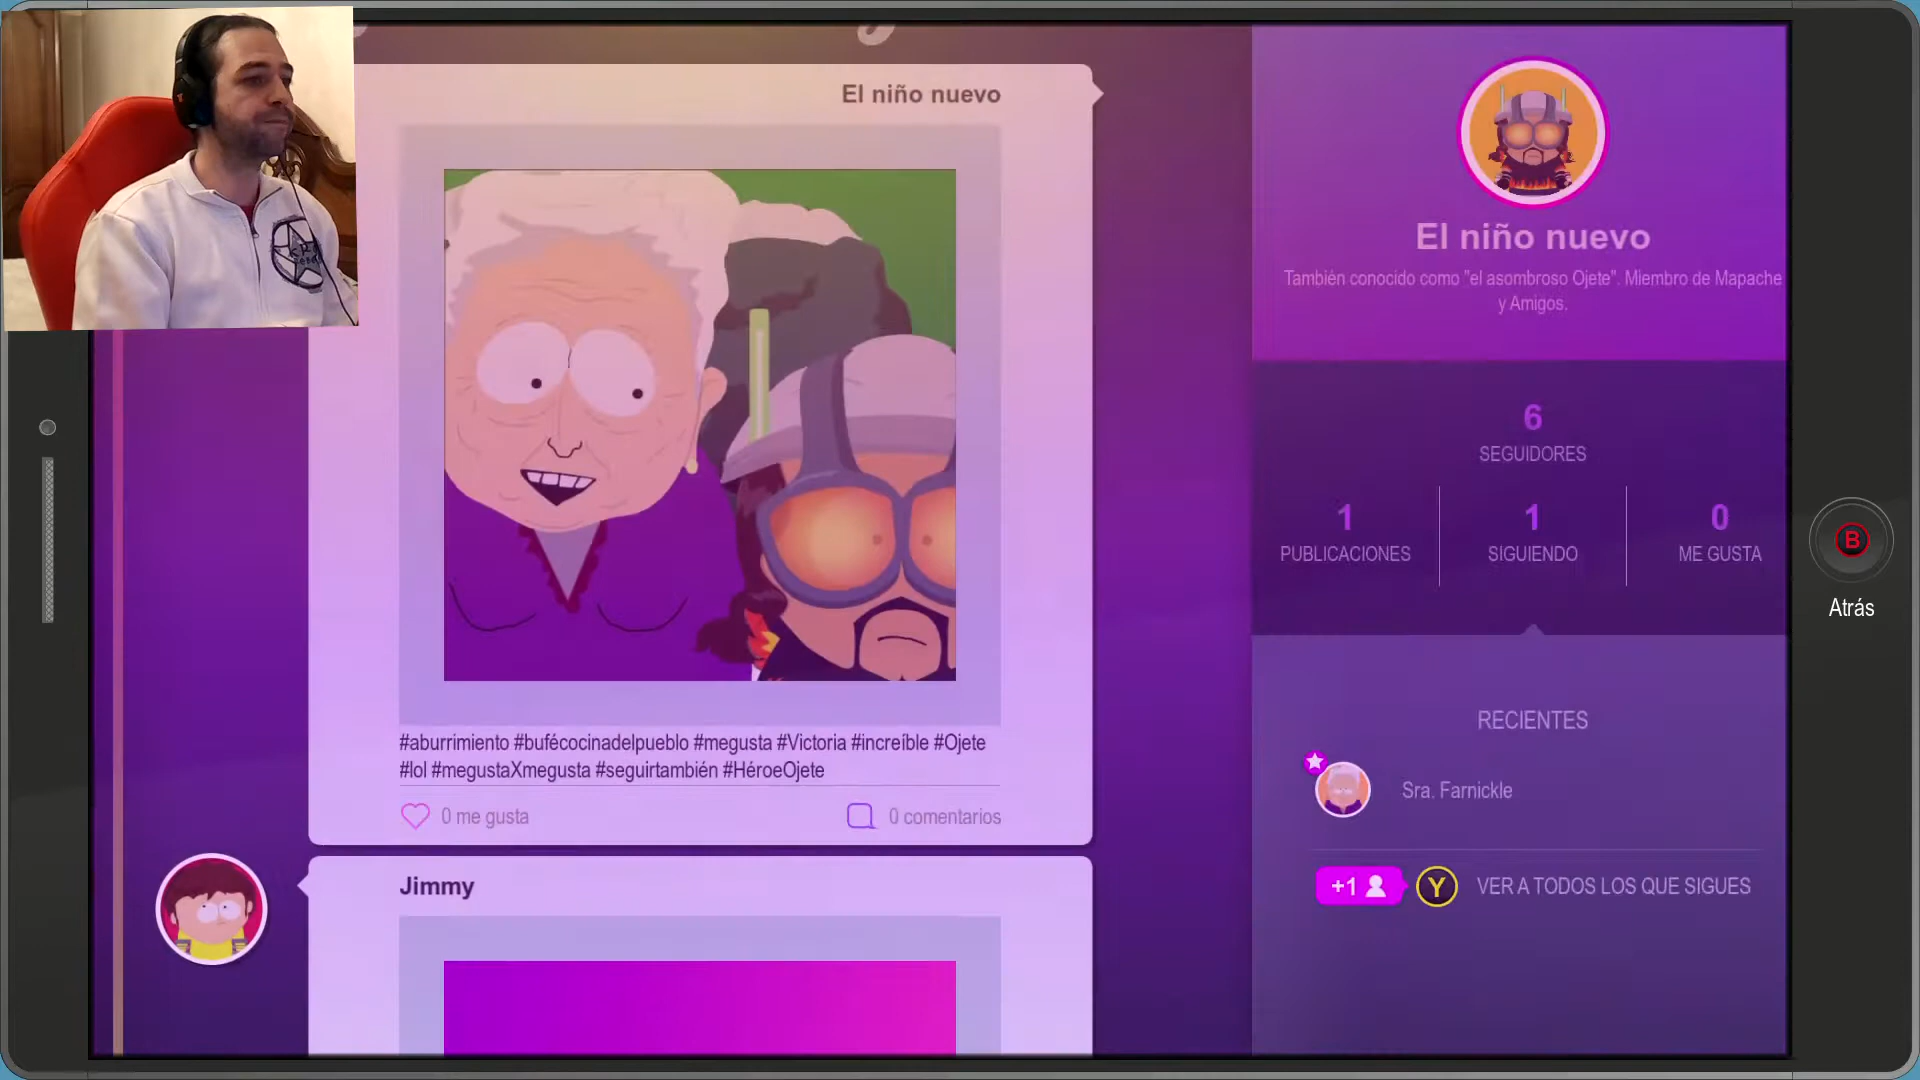 El niño nuevo
#aburrimiento #bufécocinadelpueblo #megusta #Victoria #increíble #Ojete
#lol #megustaXmegusta #seguirtambién #HéroeOjete
0 me gusta
0 comentarios
Jimmy
El niño nuevo
También conocido como "el asombroso Ojete". Miembro de Mapache
y Amigos.
6
SEGUIDORES
1
PUBLICACIONES
1
SIGUIENDO
0
ME GUSTA
RECIENTES
Sra. Farnickle
+1
Y
VER A TODOS LOS QUE SIGUES
B
Atrás